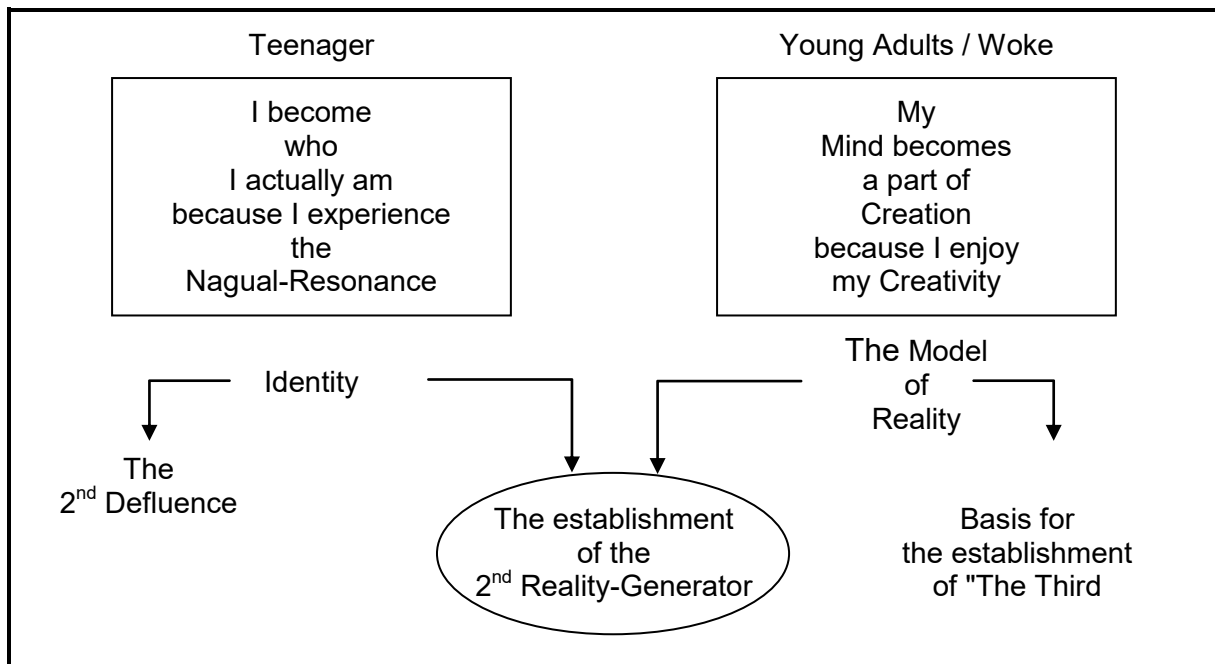 Teenager
I become
who
I actually am
because I experience
the
Nagual-Resonance
Young Adults / Woke
My
Mind becomes
a part of
Creation
because I enjoy
my Creativity
Identity
The Model
of
Reality
The
2nd Defluence
The establishment
of the
2nd Reality-Generator
Basis for
the establishment
of "The Third